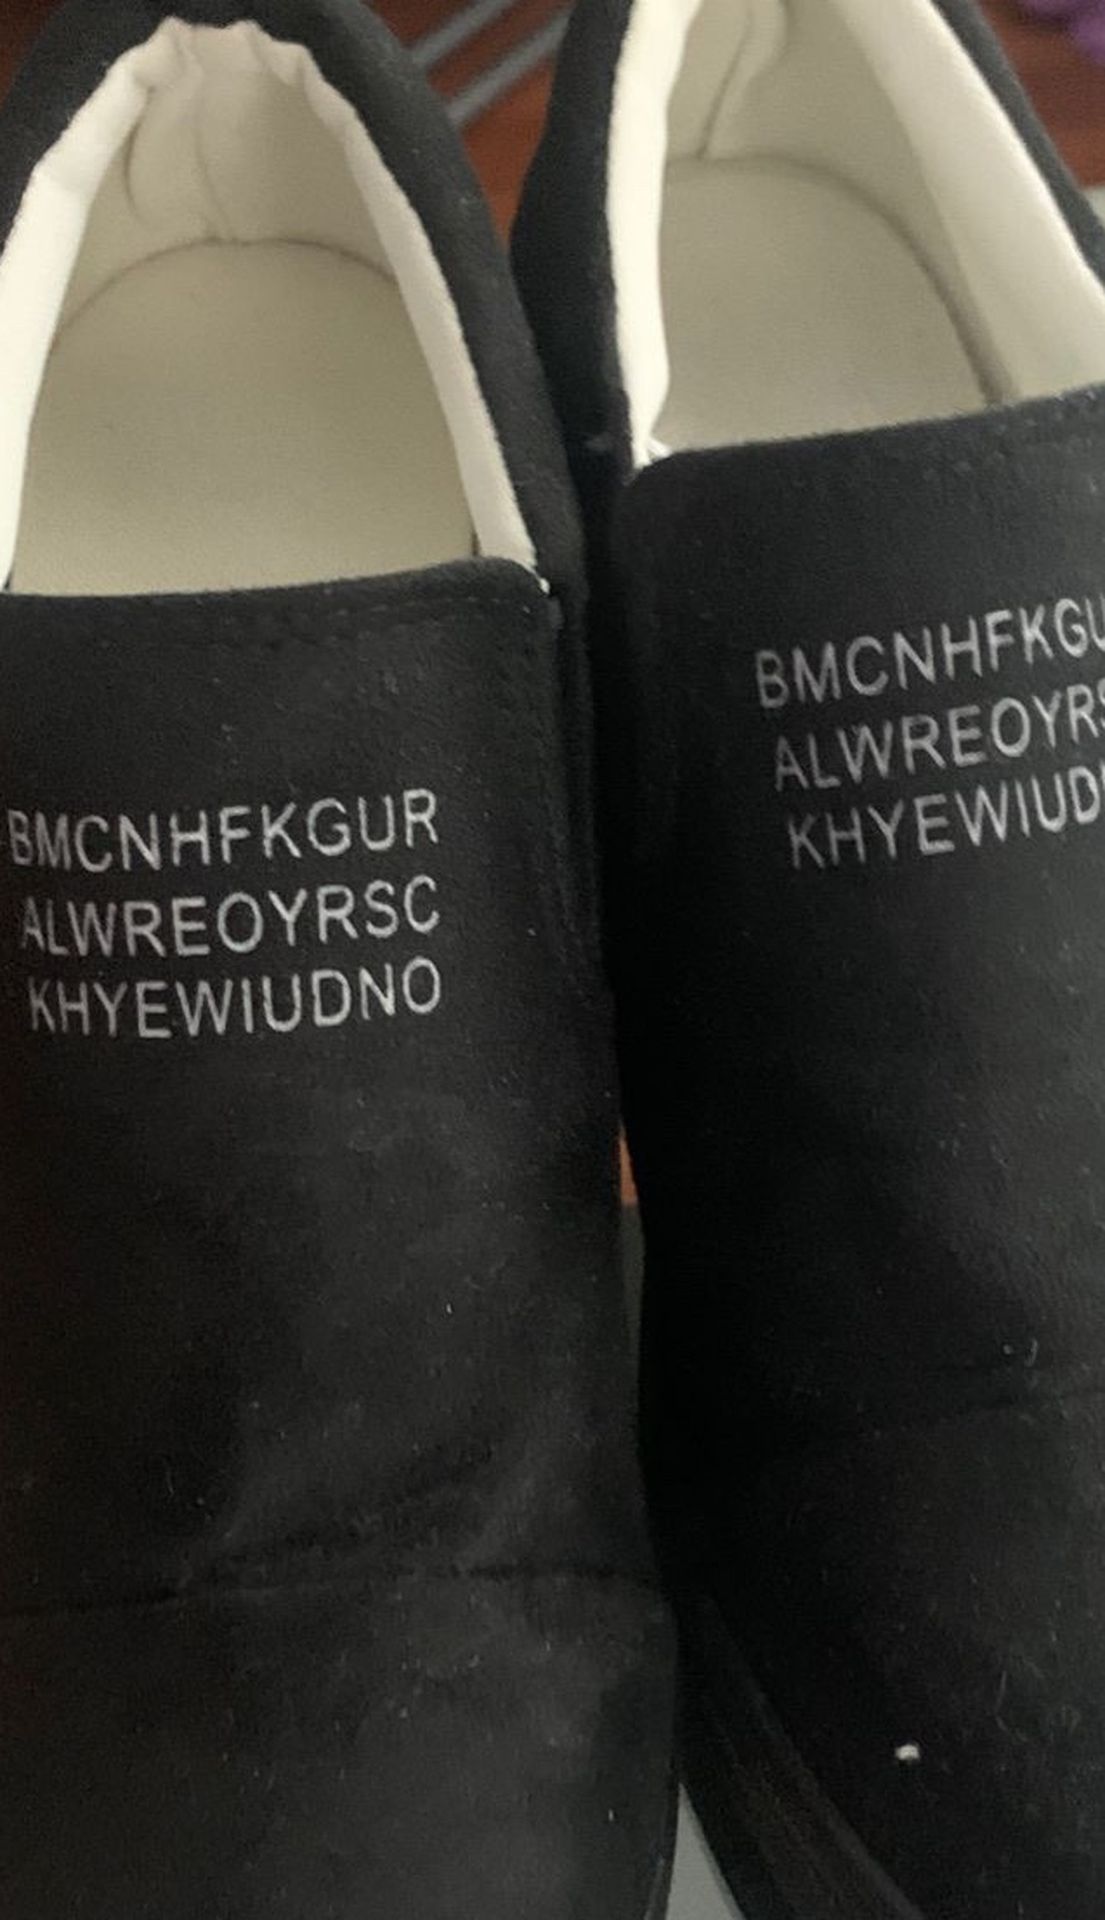 BMCNHFKGUR
ALWREOYRSC
KHYEWIUDNO
BMCNHFKGU
ALWREOYRS
KHYEWIUD